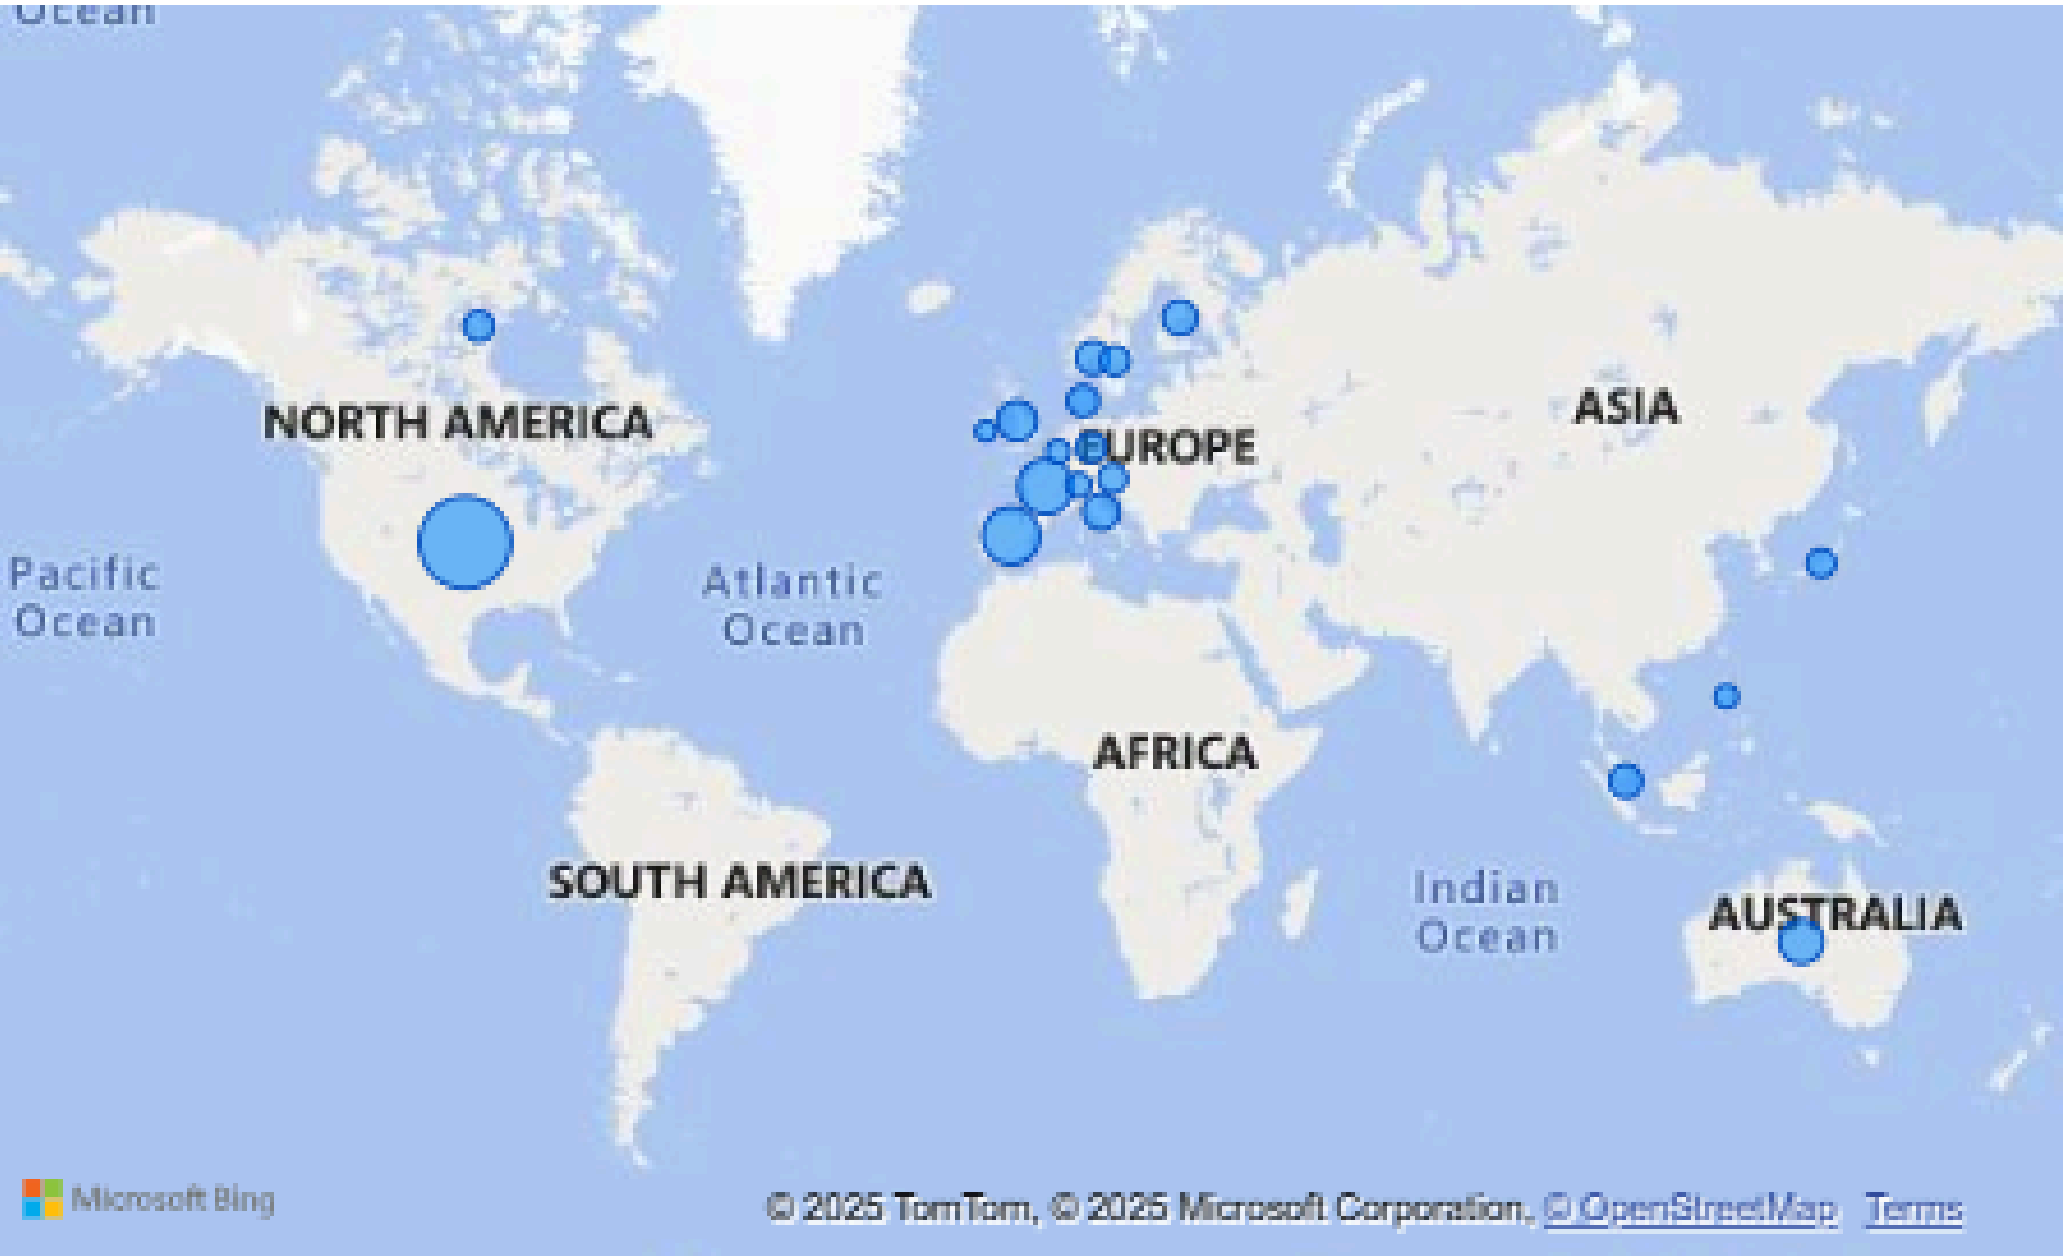 Ocean
NORTH AMERICA
ASIA
EUROPE
Pacific
Ocean
Atlantic
Ocean
AFRICA
SOUTH AMERICA
Indian
Ocean
AUSTRALIA
Microsoft Bing
© 2025 TomTom, © 2025 Microsoft Corporation, © OpenStreetMap Terms